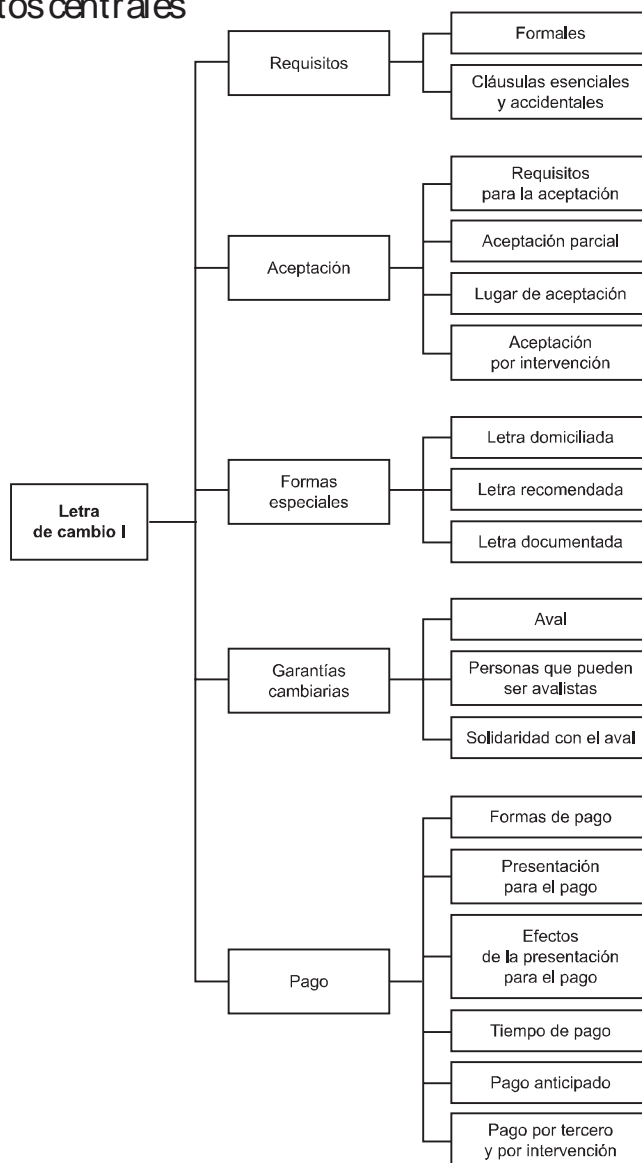 tos centrales
Requisitos
Formales
Cláusulas esenciales
y accidentales
Aceptación
Requisitos
para la aceptación
Aceptación parcial
Lugar de aceptación
Aceptación
por intervención
Letra
de cambio I
Formas
especiales
Letra domiciliada
Letra recomendada
Letra documentada
Garantías
cambiarias
Aval
Personas que pueden
ser avalistas
Solidaridad con el aval
Pago
Formas de pago
Presentación
para el pago
Efectos
de la presentación
para el pago
Tiempo de pago
Pago anticipado
Pago por tercero
y por intervención